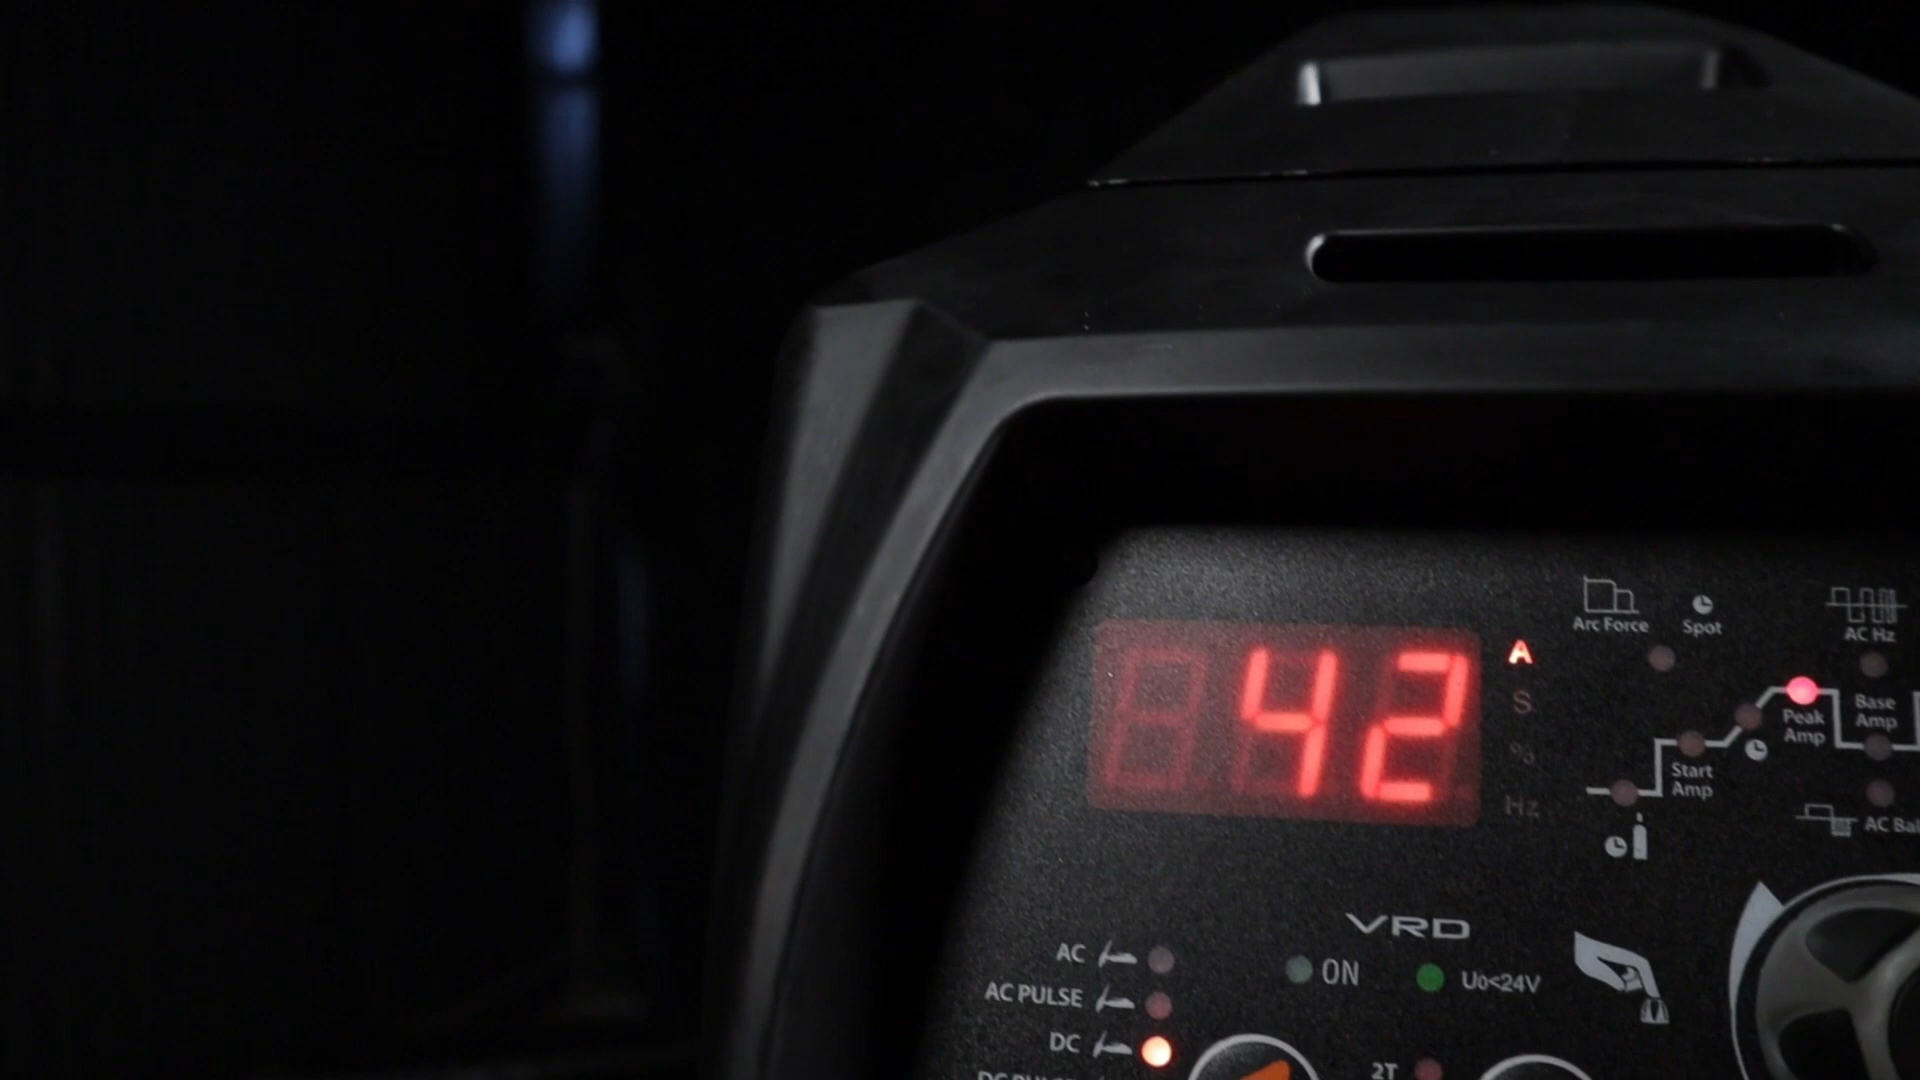 42
A
S
%
Hz
Arc Force
Spot
AC Hz
Peak
Amp
Base
Amp
Start
Amp
AC Bal
VRD
ON
Uo<24V
AC
AC PULSE
DC
2T